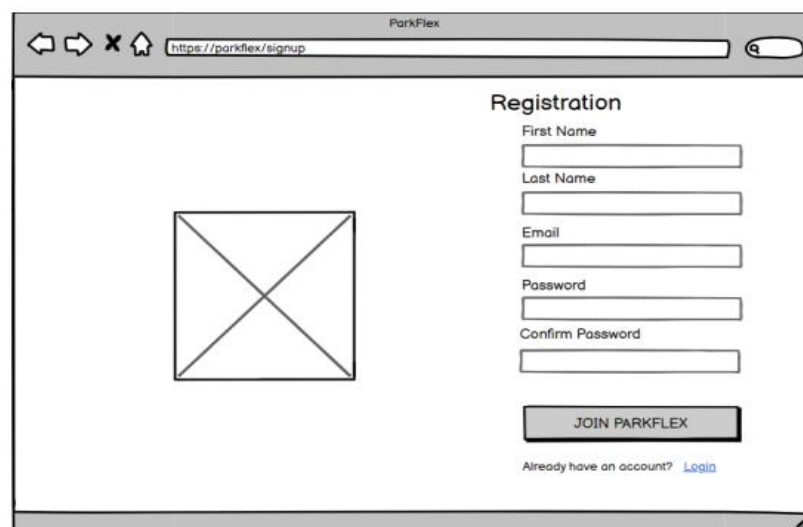 ParkFlex
https://parkflex/signup
Registration
First Name
Last Name
Email
Password
Confirm Password
JOIN PARKFLEX
Already have an account? Login